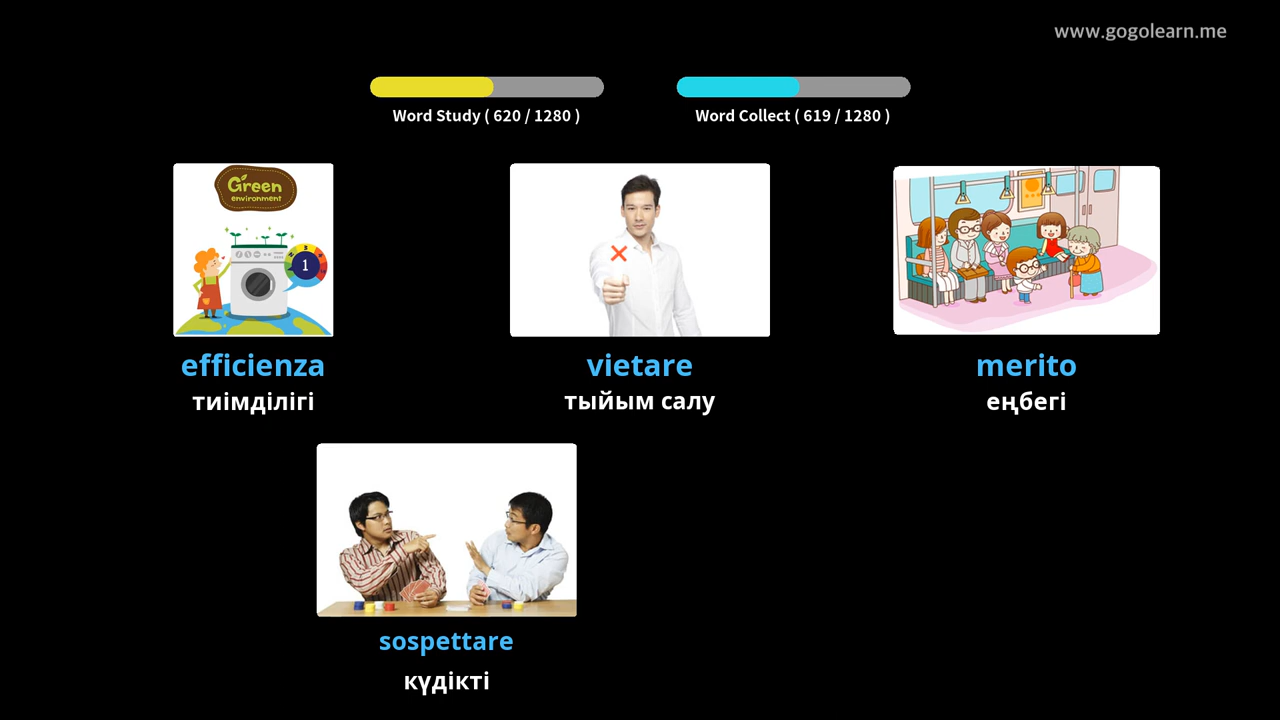 www.gogolearn.me
Word Study ( 620 / 1280 )
Word Collect ( 619 / 1280 )
Green
environment
1
efficienza
тиімділігі
vietare
тыйым салу
merito
еңбегі
sospettare
күдікті